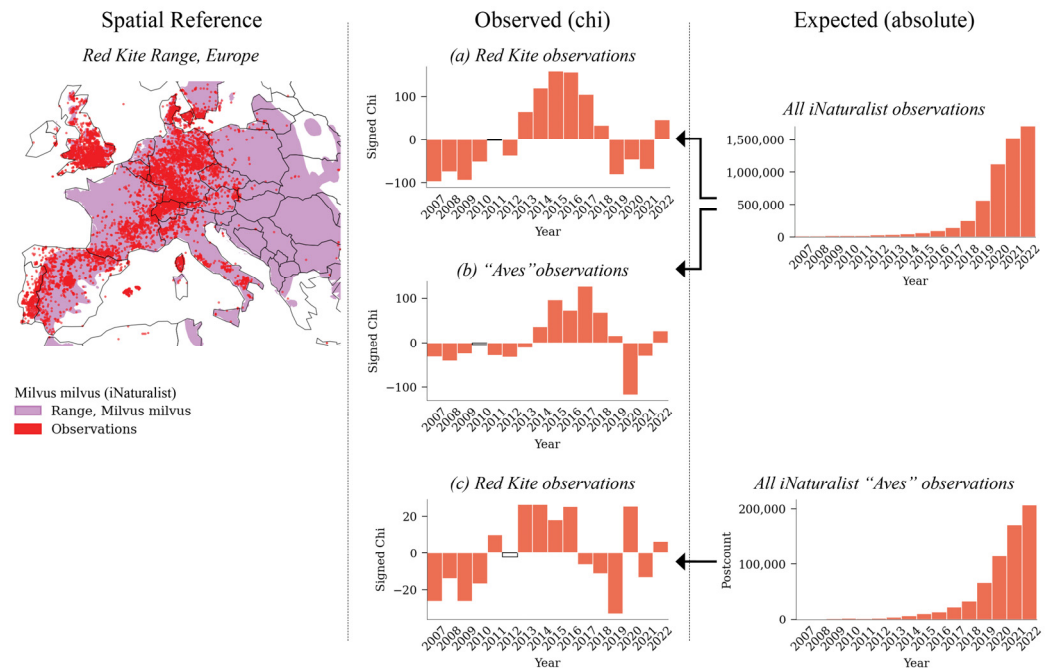 Spatial Reference
Red Kite Range, Europe
Milvus milvus (iNaturalist)
Range, Milvus milvus
Observations
Observed (chi)
(a) Red Kite observations
Signed Chi
100
0
−100
2007 2008 2009 2010 2011 2012 2013 2014 2015 2016 2017 2018 2019 2020 2021 2022
Year
(b) “Aves”observations
Signed Chi
100
0
−100
2007 2008 2009 2010 2011 2012 2013 2014 2015 2016 2017 2018 2019 2020 2021 2022
Year
(c) Red Kite observations
Signed Chi
20
0
−20
2007 2008 2009 2010 2011 2012 2013 2014 2015 2016 2017 2018 2019 2020 2021 2022
Year
Expected (absolute)
All iNaturalist observations
1,500,000
1,000,000
500,000
0
2007 2008 2009 2010 2011 2012 2013 2014 2015 2016 2017 2018 2019 2020 2021 2022
Year
All iNaturalist “Aves” observations
Postcount
200,000
100,000
0
2007 2008 2009 2010 2011 2012 2013 2014 2015 2016 2017 2018 2019 2020 2021 2022
Year